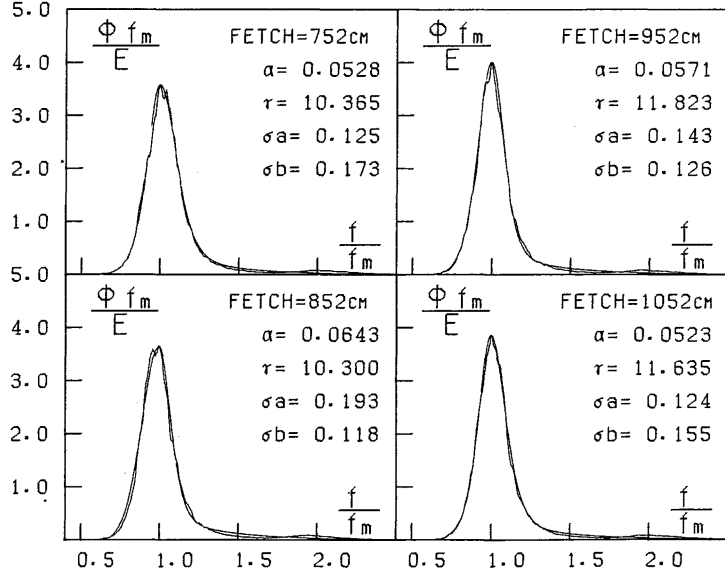 5.0
4.0
3.0
2.0
1.0
φ fm
E
FETCH=752CM
α= 0.0528
γ= 10.365
σa= 0.125
σb= 0.173
f
fm
φ fm
E
FETCH=952CM
α= 0.0571
γ= 11.823
σa= 0.143
σb= 0.126
f
fm
5.0
4.0
3.0
2.0
1.0
φ fm
E
FETCH=852CM
α= 0.0643
γ= 10.300
σa= 0.193
σb= 0.118
f
fm
φ fm
E
FETCH=1052CM
α= 0.0523
γ= 11.635
σa= 0.124
σb= 0.155
f
fm
0.5 1.0 1.5 2.0
0.5 1.0 1.5 2.0